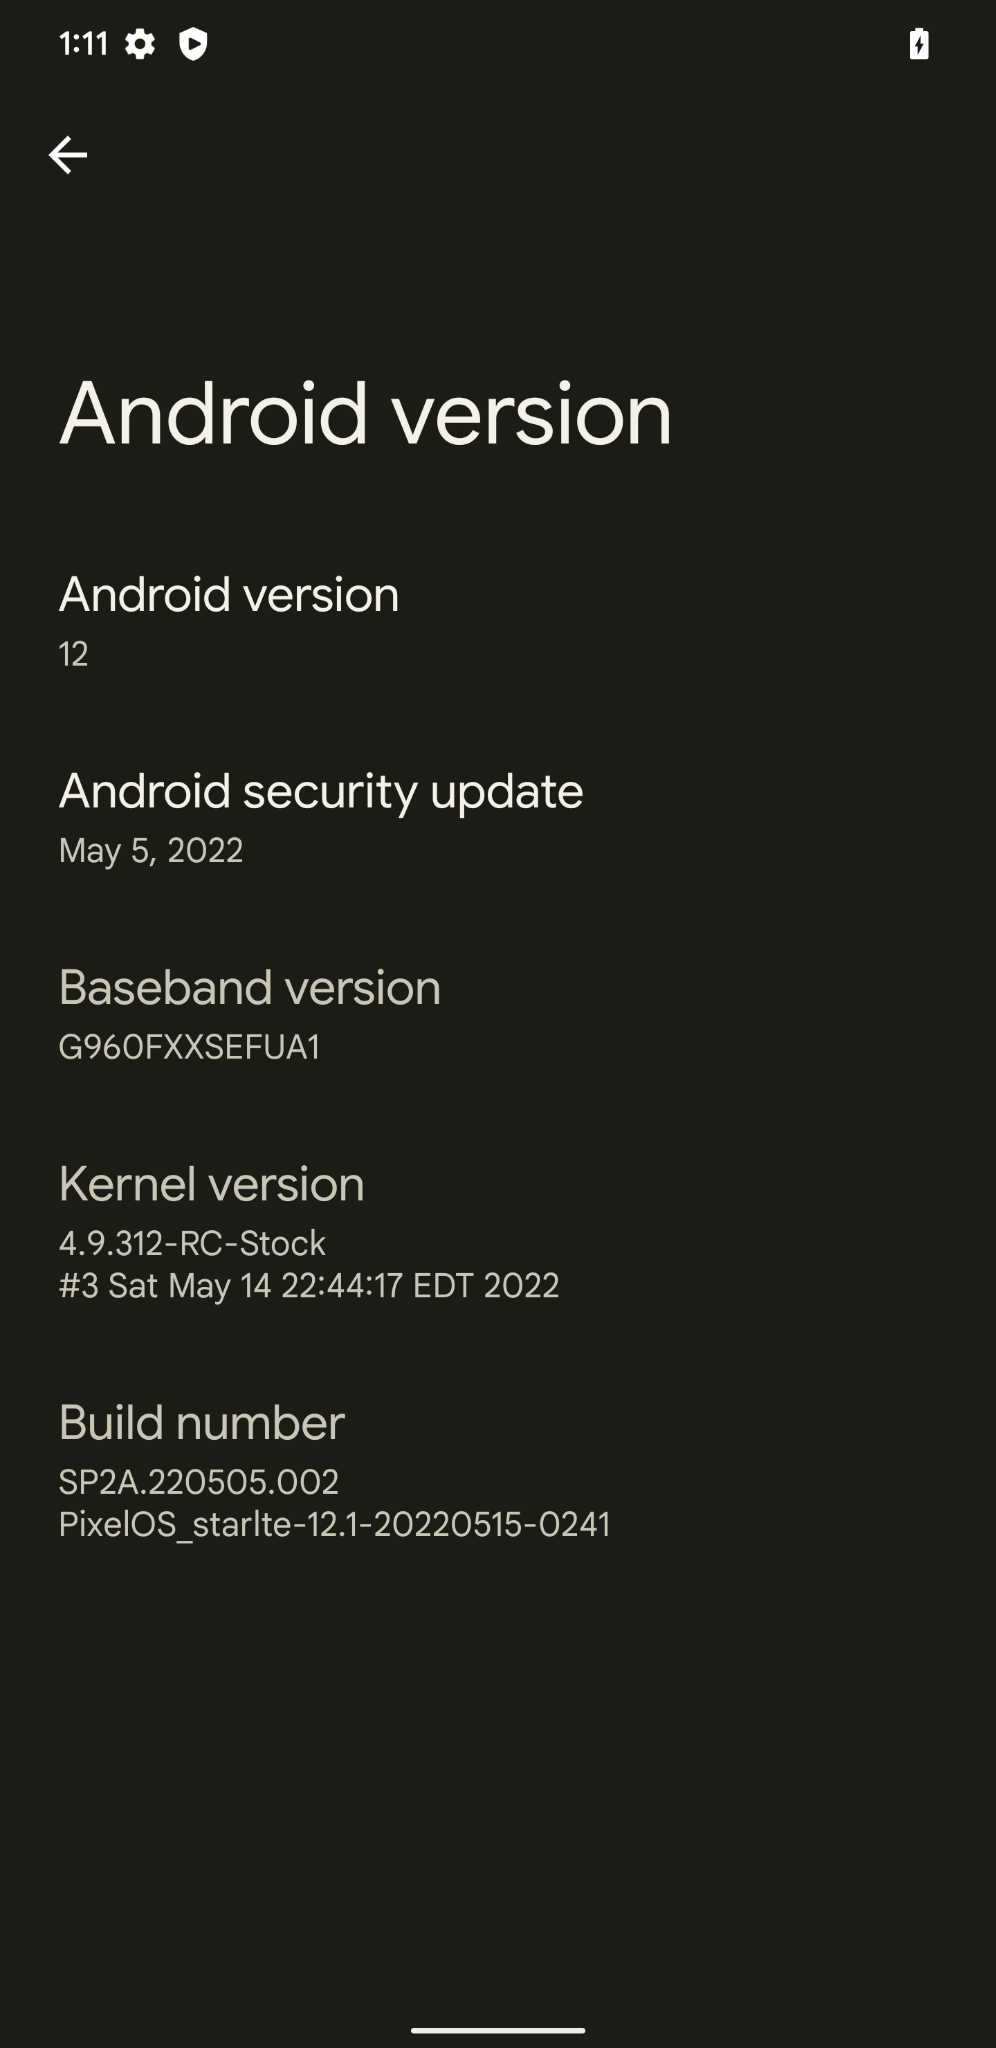 1:11
Android version
Android version
12
Android security update
May 5, 2022
Baseband version
G960FXXSEFUA1
Kernel version
4.9.312-RC-Stock
#3 Sat May 14 22:44:17 EDT 2022
Build number
SP2A.220505.002
PixelOS_starlte-12.1-20220515-0241